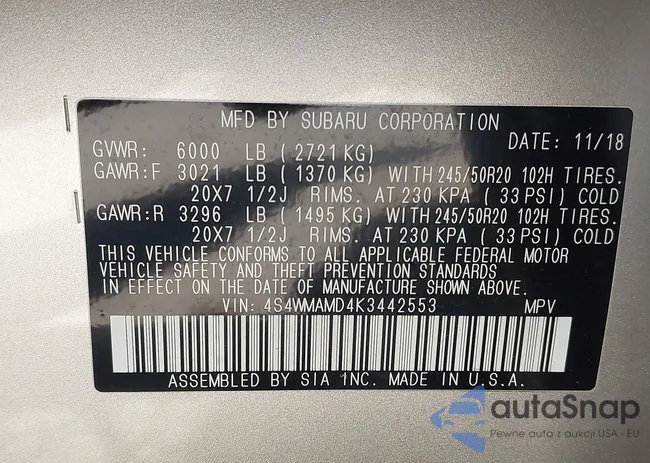 MFD BY SUBARU CORPORATION
DATE: 11/18
GVWR: 6000 LB (2721 KG)
GAWR:F 3021 LB (1370 KG) WITH 245/50R20 102H TIRES.
20X7 1/2J RIMS. AT 230 KPA (33 PSI) COLD
GAWR:R 3296 LB (1495 KG) WITH 245/50R20 102H TIRES.
20X7 1/2J RIMS. AT 230 KPA (33 PSI) COLD
THIS VEHICLE CONFORMS TO ALL APPLICABLE FEDERAL MOTOR
VEHICLE SAFETY AND THEFT PREVENTION STANDARDS
IN EFFECT ON THE DATE OF MANUFACTURE SHOWN ABOVE.
VIN: 4S4WMAMD4K3442553 MPV
ASSEMBLED BY SIA INC. MADE IN U.S.A.
autaSnap
Pewne auta z aukcji USA - EU